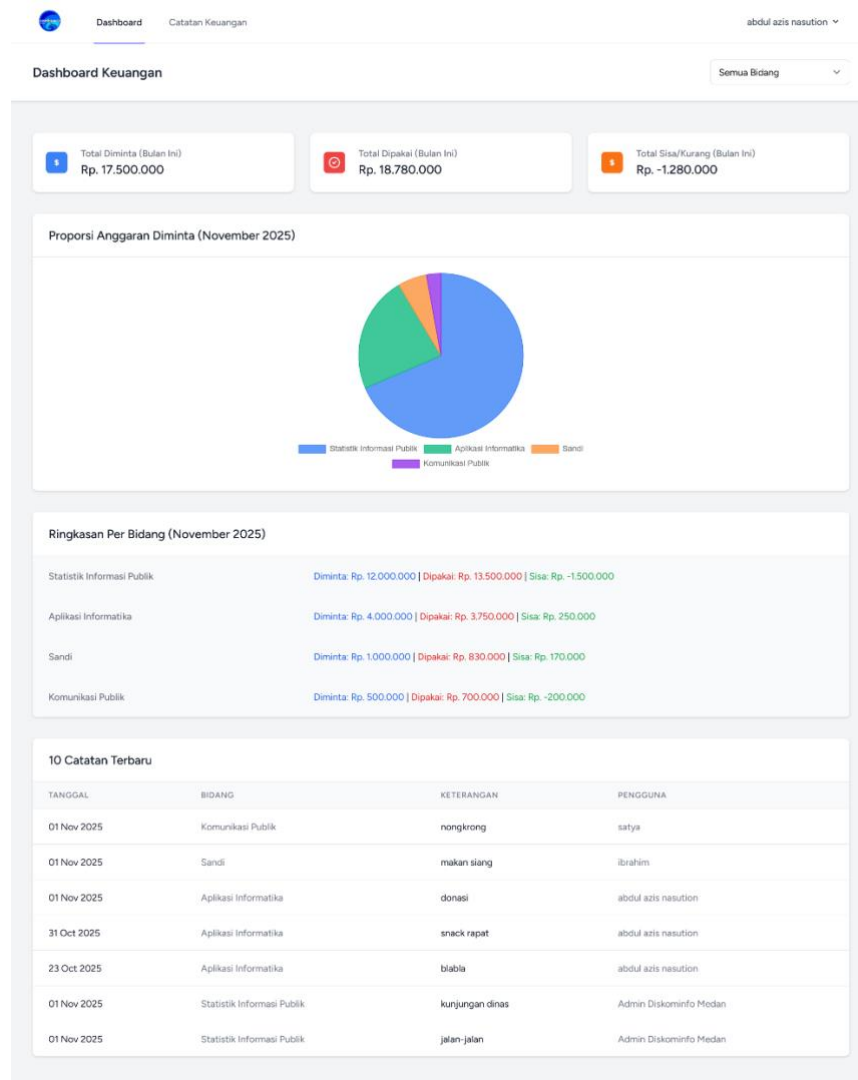 Dashboard Catatan Keuangan abdul azis nasution
Dashboard Keuangan Semua Bidang
Total Diminta (Bulan Ini)
Rp. 17.500.000
Total Dipakai (Bulan Ini)
Rp. 18.780.000
Total Sisa/Kurang (Bulan Ini)
Rp. -1.280.000
Proporsi Anggaran Diminta (November 2025)
Statistik Informasi Publik Aplikasi Informatika Sandi
Komunikasi Publik
Ringkasan Per Bidang (November 2025)
Statistik Informasi Publik Diminta: Rp. 12.000.000 | Dipakai: Rp. 13.500.000 | Sisa: Rp. -1.500.000
Aplikasi Informatika Diminta: Rp. 4.000.000 | Dipakai: Rp. 3.750.000 | Sisa: Rp. 250.000
Sandi Diminta: Rp. 1.000.000 | Dipakai: Rp. 830.000 | Sisa: Rp. 170.000
Komunikasi Publik Diminta: Rp. 500.000 | Dipakai: Rp. 700.000 | Sisa: Rp. -200.000
10 Catatan Terbaru
TANGGAL BIDANG KETERANGAN PENGGUNA
01 Nov 2025 Komunikasi Publik nongkrong satya
01 Nov 2025 Sandi makan siang ibrahim
01 Nov 2025 Aplikasi Informatika donasi abdul azis nasution
31 Oct 2025 Aplikasi Informatika snack rapat abdul azis nasution
23 Oct 2025 Aplikasi Informatika blabla abdul azis nasution
01 Nov 2025 Statistik Informasi Publik kunjungan dinas Admin Diskominfo Medan
01 Nov 2025 Statistik Informasi Publik jalan-jalan Admin Diskominfo Medan